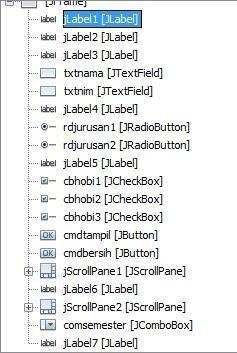 [JFrame]
label jLabel1 [JLabel]
label jLabel2 [JLabel]
label jLabel3 [JLabel]
txtnama [JTextField]
txtnim [JTextField]
label jLabel4 [JLabel]
rdjurusan1 [JRadioButton]
rdjurusan2 [JRadioButton]
label jLabel5 [JLabel]
cbhobi1 [JCheckBox]
cbhobi2 [JCheckBox]
cbhobi3 [JCheckBox]
OK cmdtampil [JButton]
OK cmdbersih [JButton]
jScrollPane1 [JScrollPane]
label jLabel6 [JLabel]
jScrollPane2 [JScrollPane]
comsemester [JComboBox]
label jLabel7 [JLabel]